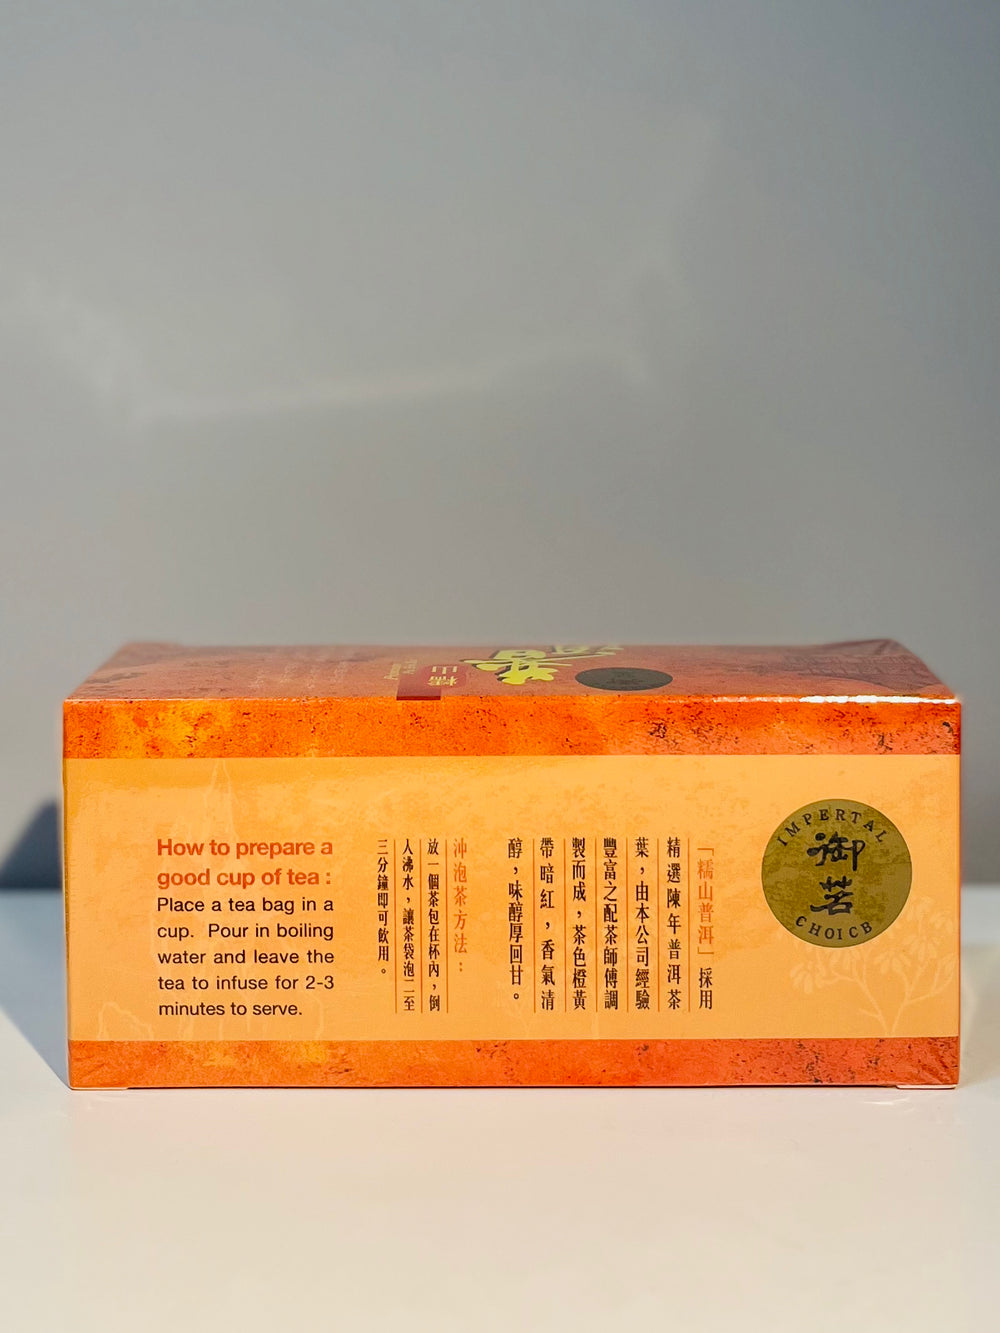 How to prepare a
good cup of tea :
Place a tea bag in a
cup. Pour in boiling
water and leave the
tea to infuse for 2-3
minutes to serve.
「糯山普洱」採用
精選陳年普洱茶
葉，由本公司經驗
豐富之配茶師傅調
製而成，茶色橙黃
帶暗紅，香氣清
醇，味醇厚回甘。
沖泡茶方法：
放一個茶包在杯內，倒
入沸水，讓茶袋泡二至
三分鐘即可飲用。
IMPERIAL
御茗
CHOICE